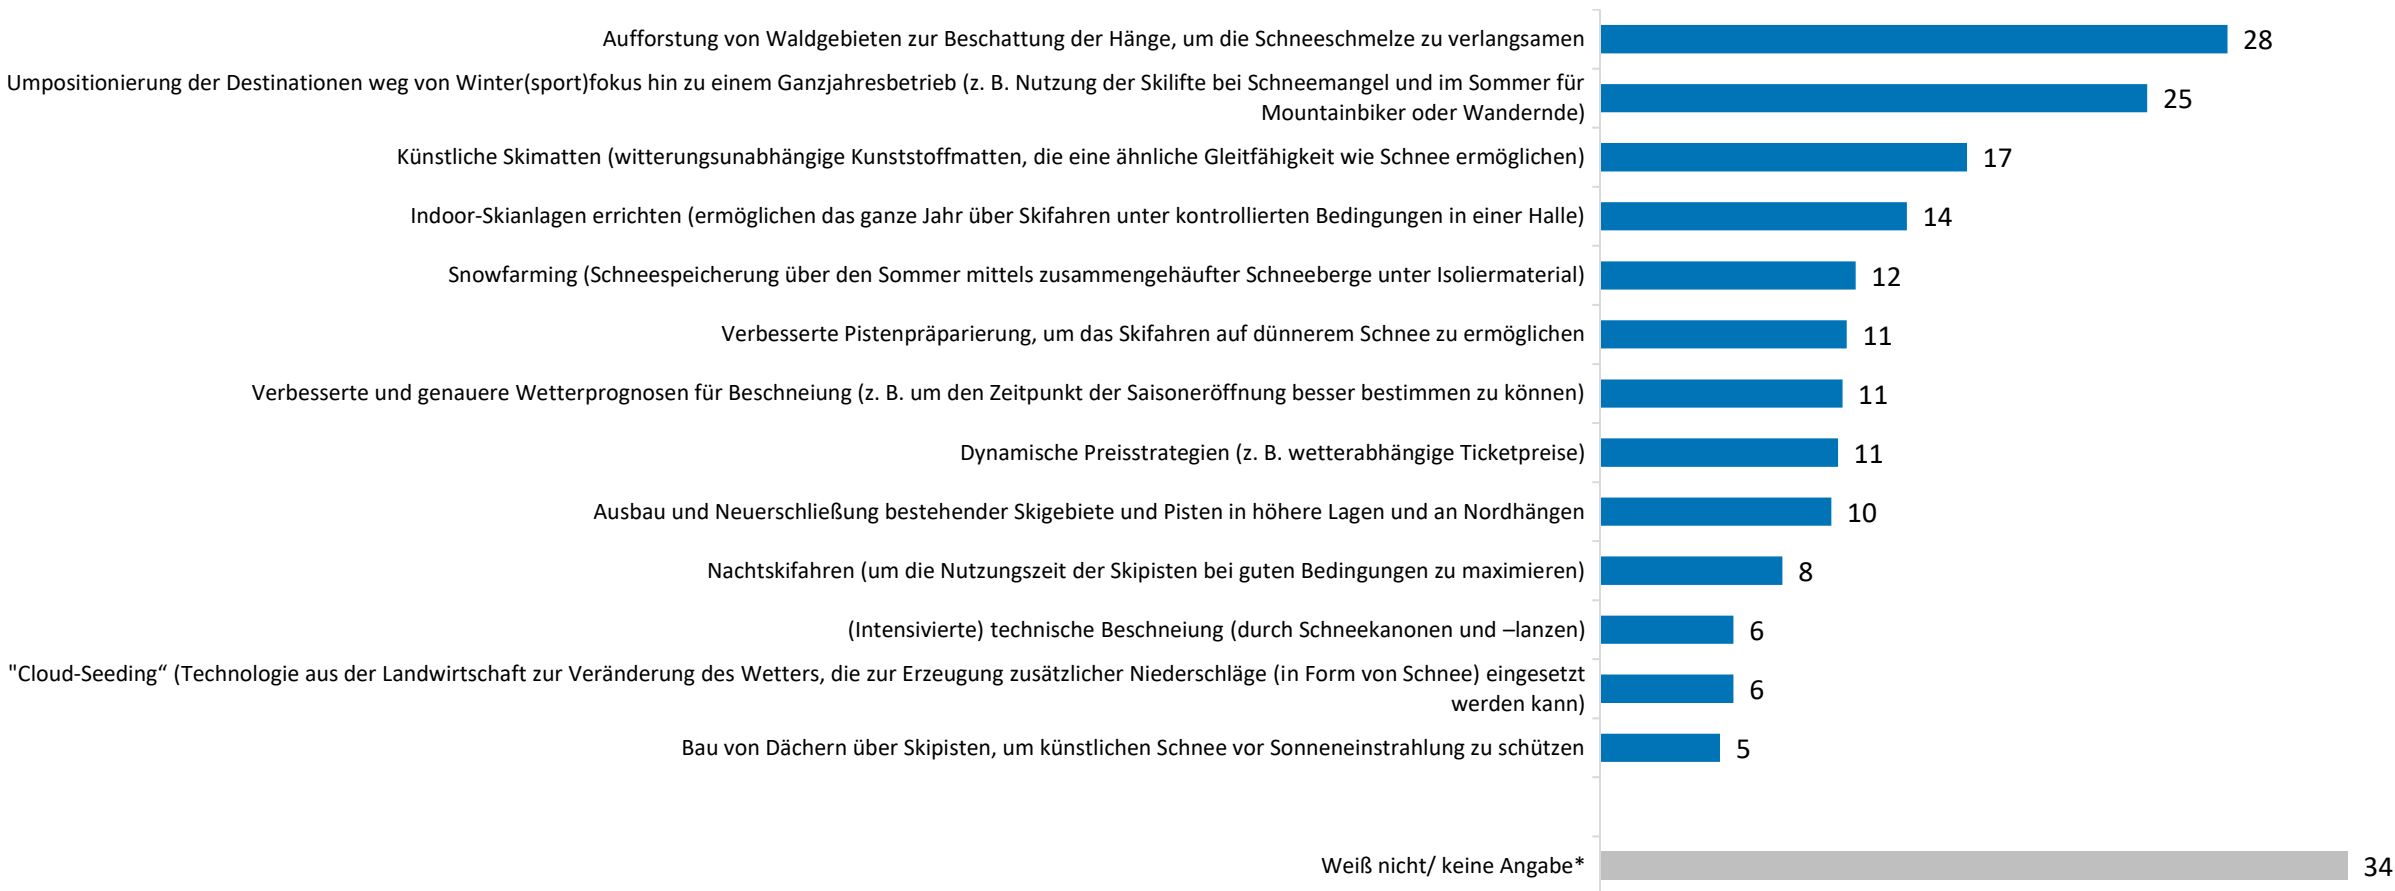 Aufforstung von Waldgebieten zur Beschattung der Hänge, um die Schneeschmelze zu verlangsamen 28
Umpositionierung der Destinationen weg von Winter(sport)fokus hin zu einem Ganzjahresbetrieb (z. B. Nutzung der Skilifte bei Schneemangel und im Sommer für
Mountainbiker oder Wandernde) 25
Künstliche Skimatten (witterungsunabhängige Kunststoffmatten, die eine ähnliche Gleitfähigkeit wie Schnee ermöglichen) 17
Indoor-Skianlagen errichten (ermöglichen das ganze Jahr über Skifahren unter kontrollierten Bedingungen in einer Halle) 14
Snowfarming (Schneespeicherung über den Sommer mittels zusammengehäufter Schneeberge unter Isoliermaterial) 12
Verbesserte Pistenpräparierung, um das Skifahren auf dünnerem Schnee zu ermöglichen 11
Verbesserte und genauere Wetterprognosen für Beschneiung (z. B. um den Zeitpunkt der Saisoneröffnung besser bestimmen zu können) 11
Dynamische Preisstrategien (z. B. wetterabhängige Ticketpreise) 11
Ausbau und Neuerschließung bestehender Skigebiete und Pisten in höhere Lagen und an Nordhängen 10
Nachtskifahren (um die Nutzungszeit der Skipisten bei guten Bedingungen zu maximieren) 8
(Intensivierte) technische Beschneiung (durch Schneekanonen und –lanzen) 6
"Cloud-Seeding“ (Technologie aus der Landwirtschaft zur Veränderung des Wetters, die zur Erzeugung zusätzlicher Niederschläge (in Form von Schnee) eingesetzt
werden kann) 6
Bau von Dächern über Skipisten, um künstlichen Schnee vor Sonneneinstrahlung zu schützen 5
Weiß nicht/ keine Angabe* 34